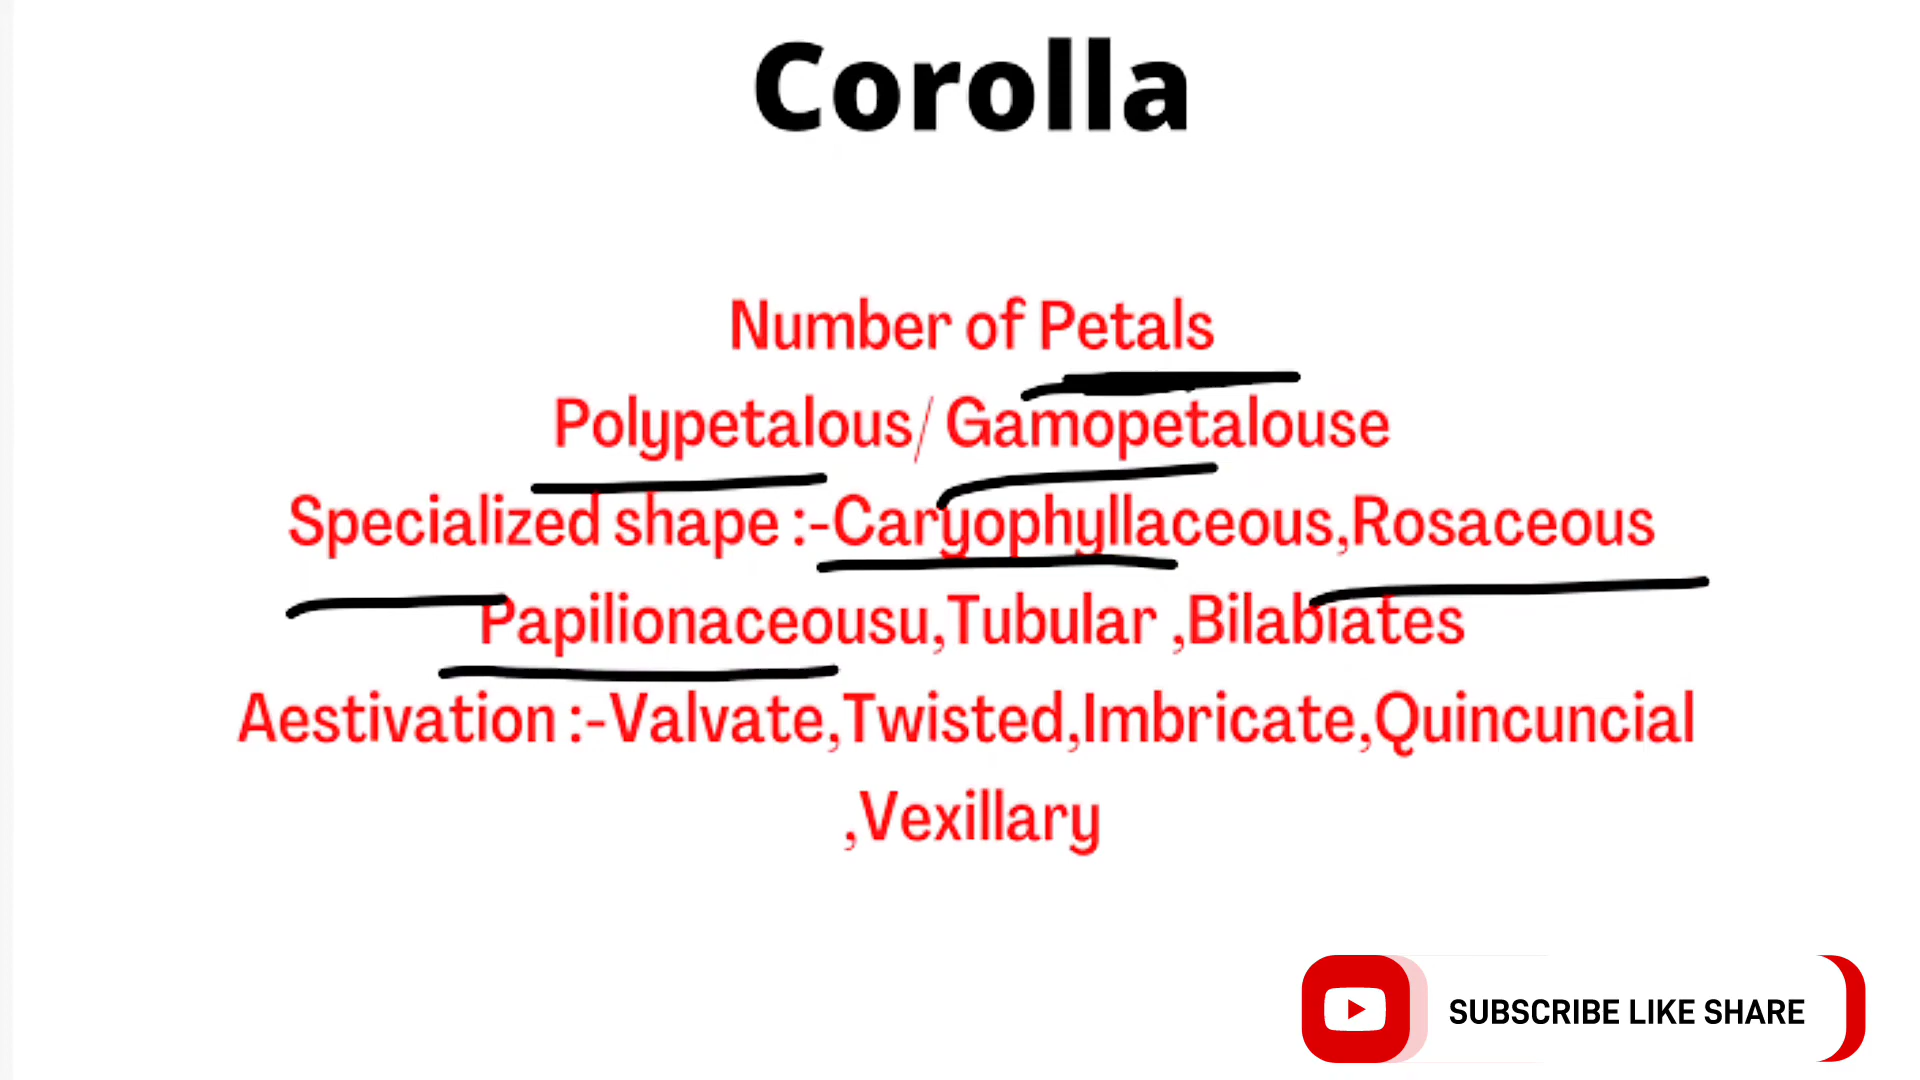 Corolla
Number of Petals
Polypetalous/ Gamopetalouse
Specialized shape :-Caryophyllaceous,Rosaceous
Papilionaceousu,Tubular ,Bilabiates
Aestivation :-Valvate,Twisted,Imbricate,Quincuncial
,Vexillary
SUBSCRIBE LIKE SHARE